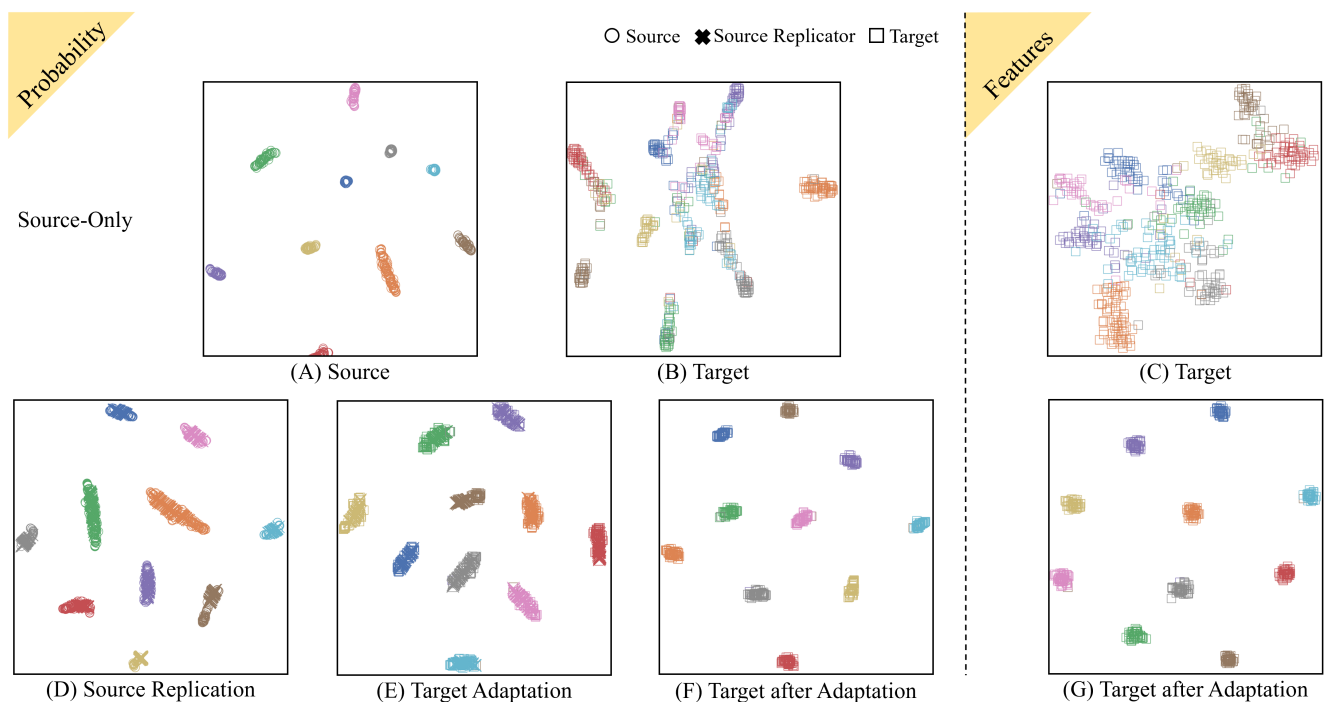 Probability
Source Source Replicator Target
Features
Source-Only
(A) Source
(B) Target
(C) Target
(D) Source Replication
(E) Target Adaptation
(F) Target after Adaptation
(G) Target after Adaptation